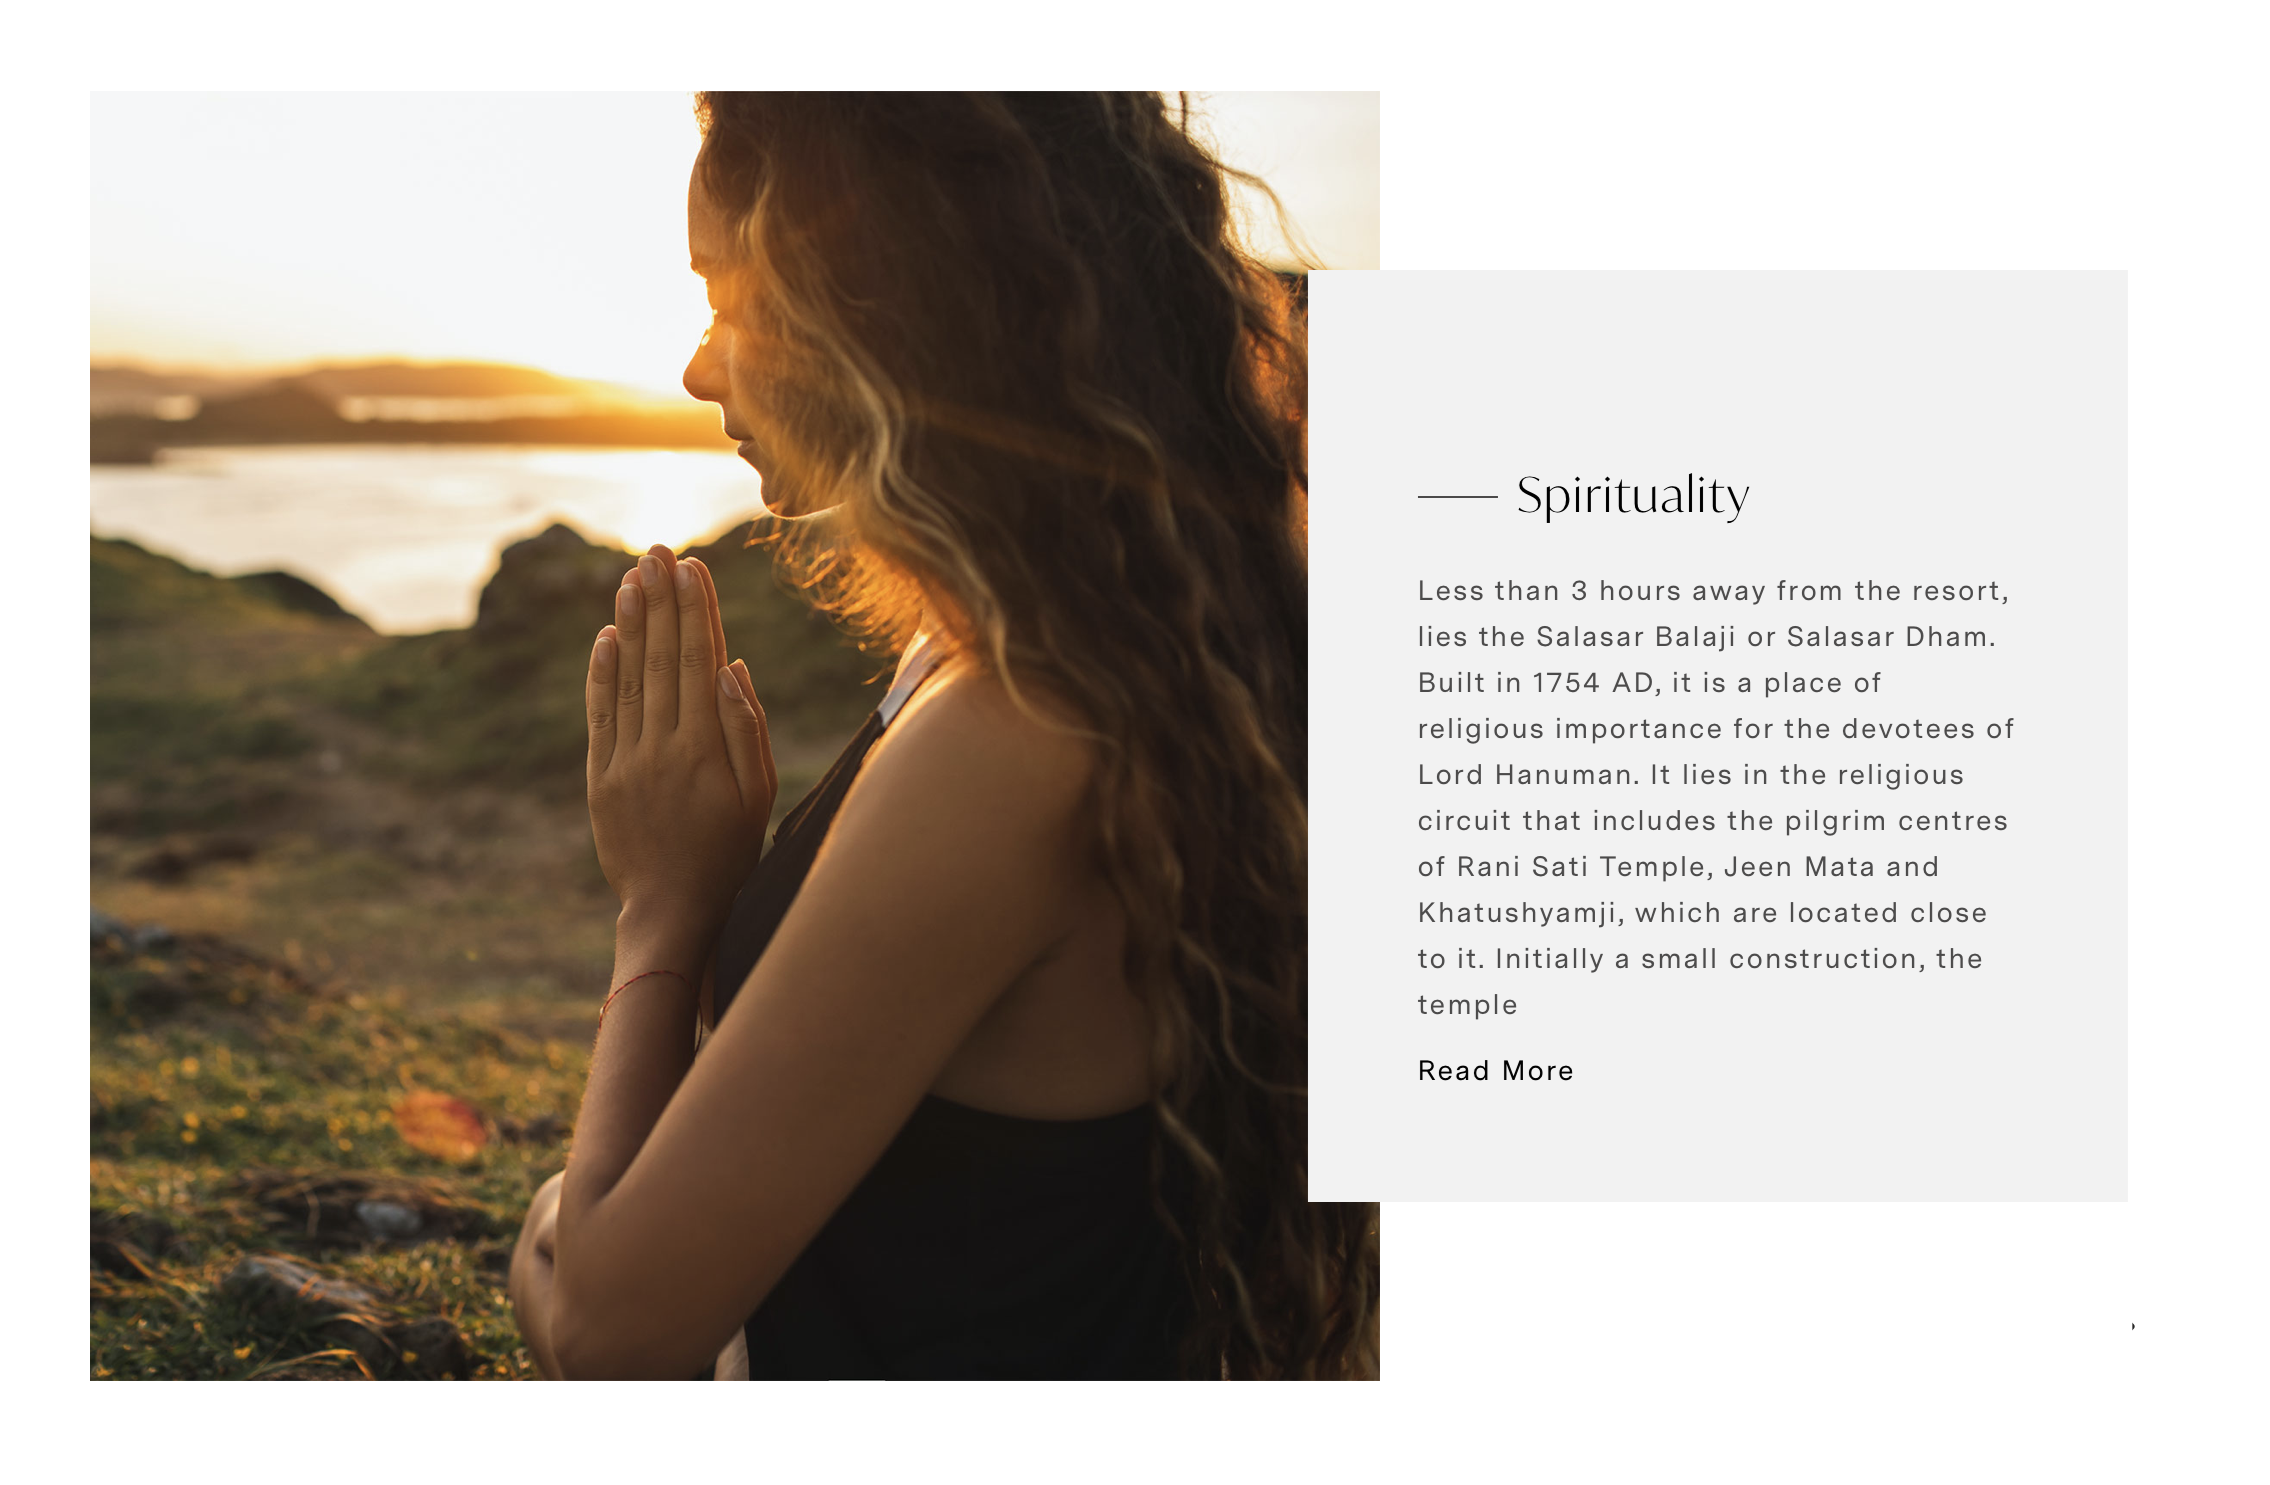 Spirituality
Less than 3 hours away from the resort,
lies the Salasar Balaji or Salasar Dham.
Built in 1754 AD, it is a place of
religious importance for the devotees of
Lord Hanuman. It lies in the religious
circuit that includes the pilgrim centres
of Rani Sati Temple, Jeen Mata and
Khatushyamji, which are located close
to it. Initially a small construction, the
temple
Read More